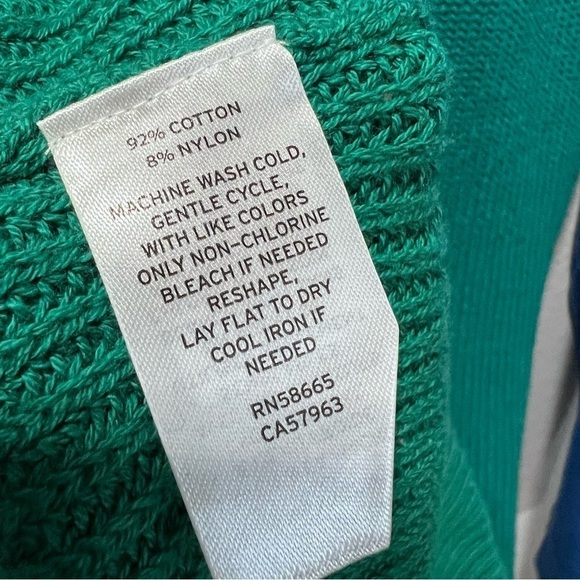 92% COTTON
8% NYLON
MACHINE WASH COLD,
GENTLE CYCLE,
WITH LIKE COLORS
ONLY NON-CHLORINE
BLEACH IF NEEDED
RESHAPE,
LAY FLAT TO DRY
COOL IRON IF
NEEDED
RN58665
CA57963